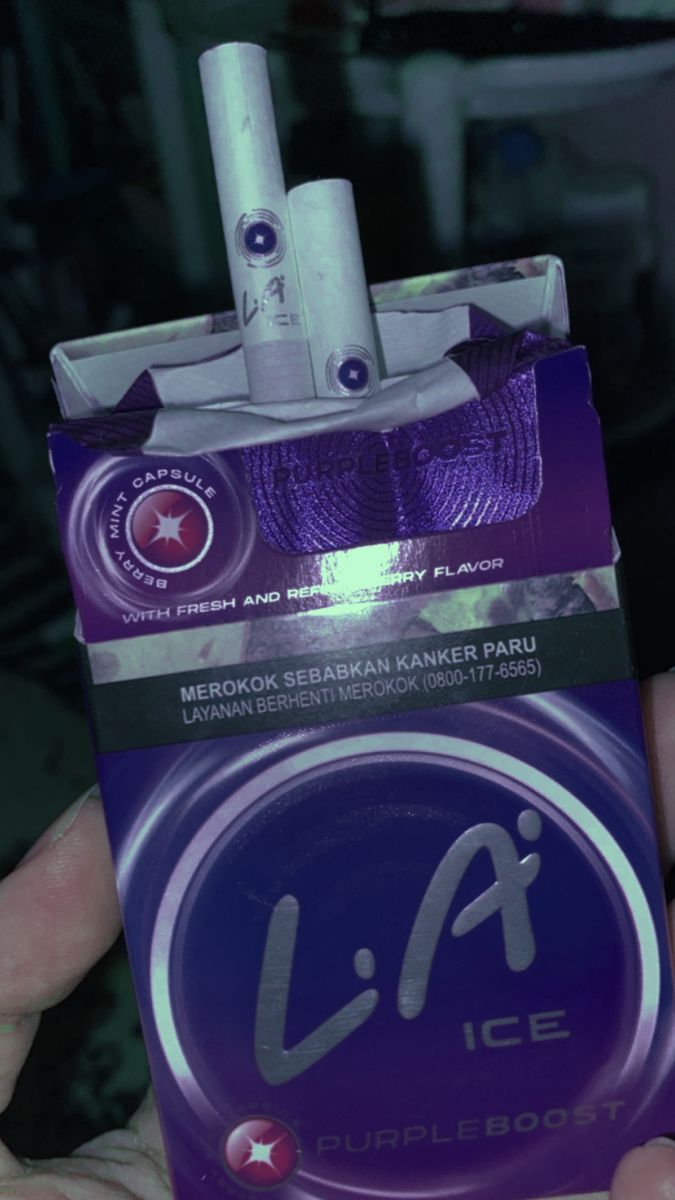 L.A
ICE
PURPLEBOOST
BERRY MINT CAPSULE
WITH FRESH AND FLAVOR
MEROKOK SEBABKAN KANKER PARU
LAYANAN BERHENTI MEROKOK (0800-177-6565)
L.A
ICE
PURPLEBOOST